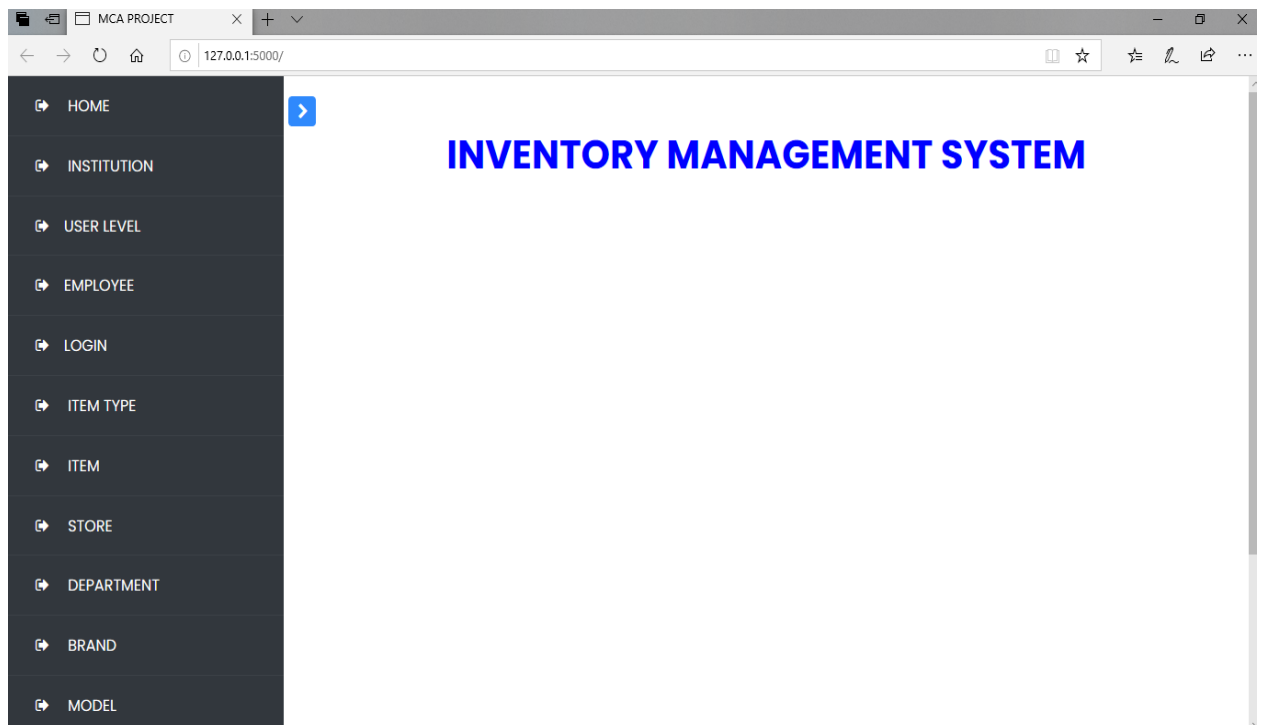 MCA PROJECT
127.0.0.1:5000/
HOME
INSTITUTION
USER LEVEL
EMPLOYEE
LOGIN
ITEM TYPE
ITEM
STORE
DEPARTMENT
BRAND
MODEL
INVENTORY MANAGEMENT SYSTEM